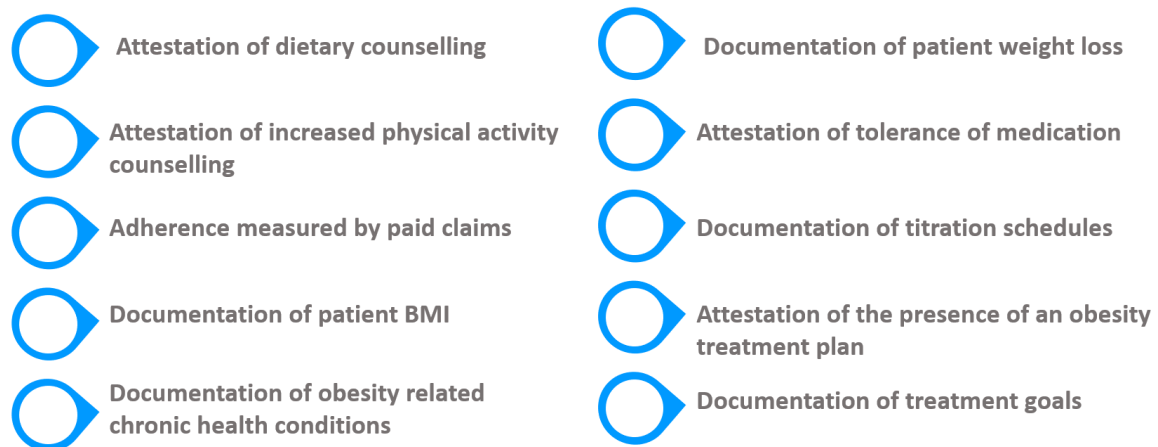 Attestation of dietary counselling
Attestation of increased physical activity
counselling
Adherence measured by paid claims
Documentation of patient BMI
Documentation of obesity related
chronic health conditions
Documentation of patient weight loss
Attestation of tolerance of medication
Documentation of titration schedules
Attestation of the presence of an obesity
treatment plan
Documentation of treatment goals